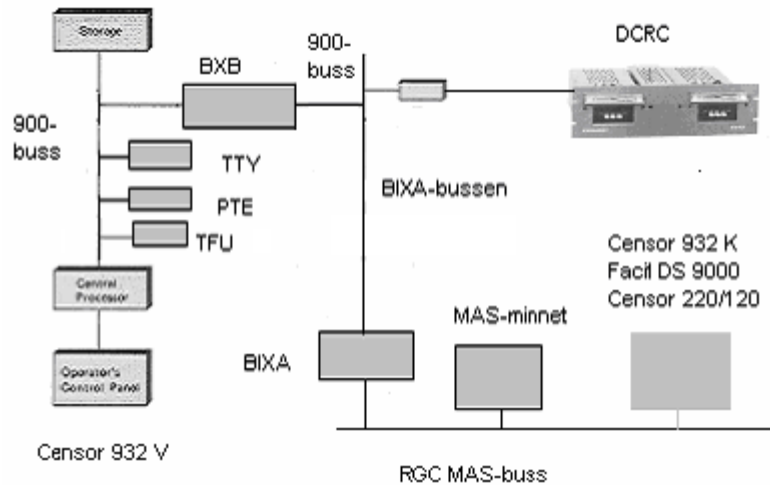 Storage
BXB
900-
buss
DCRC
900-
buss
TTY
PTE
TFU
BIXA-bussen
Censor 932 K
Facit DS 9000
Censor 220/120
Central
Processor
MAS-minnet
BIXA
Operator's
Control Panel
Censor 932 V
RGC MAS-buss